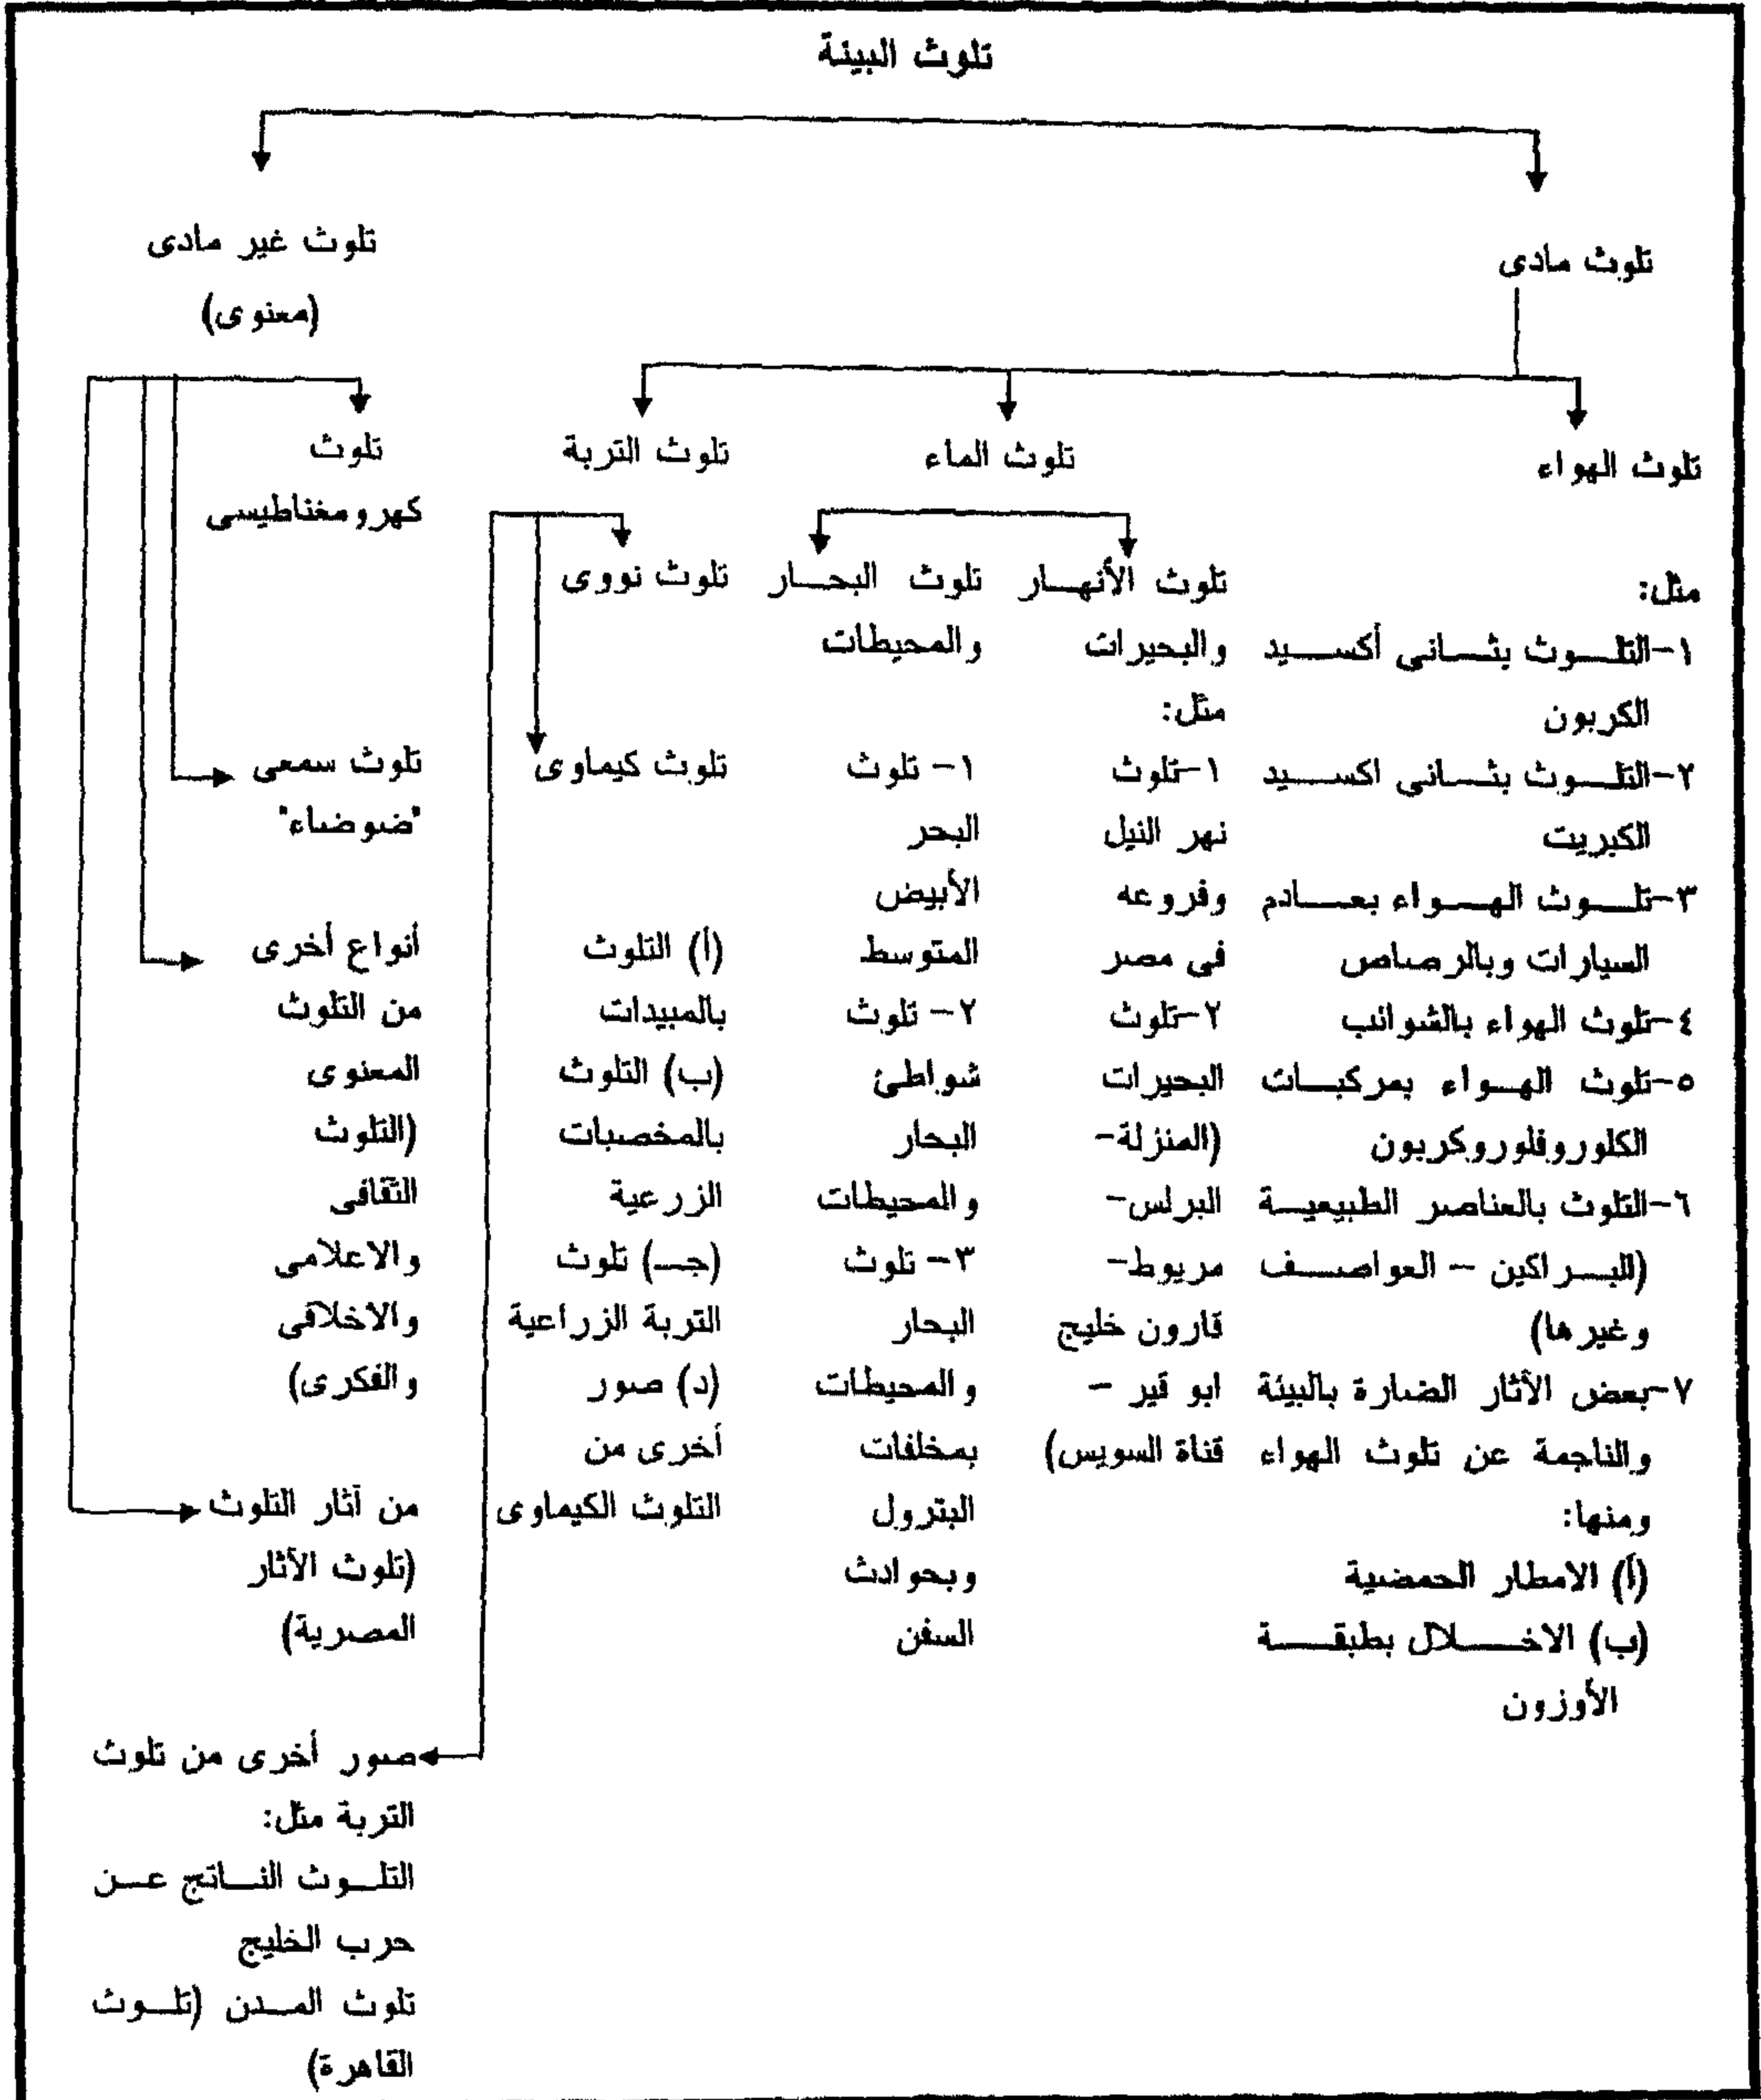 تلوث البيئة
تلوث مادى
تلوث غير مادى
(معنوى)
تلوث الهواء
مثل:
١-التلوث بثانى أكسيد
الكربون
٢-التلوث بثانى اكسيد
الكبريت
٣-تلوث الهواء بعادم
السيارات وبالرصاص
٤-تلوث الهواء بالشوائب
٥-تلوث الهواء بمركبات
الكلوروفلوروكربون
٦-التلوث بالعناصر الطبيعية
(البراكين – العواصف
وغيرها)
٧-بعض الأثار الضارة بالبيئة
والناجمة عن تلوث الهواء
ومنها:
(أ) الامطار الحمضية
(ب) الاخلال بطبقة
الأوزون
تلوث الماء
تلوث الأنهار
والبحيرات
مثل:
١-تلوث
نهر النيل
وفروعه
فى مصر
٢-تلوث
البحيرات
(المنزلة-
البرلس-
مريوط-
قارون خليج
ابو قير –
قناة السويس)
تلوث البحار
والمحيطات
١- تلوث
البحر
الأبيض
المتوسط
٢- تلوث
شواطئ
البحار
والمحيطات
٣- تلوث
البحار
والمحيطات
بمخلفات
البترول
وبحوادث
السفن
تلوث التربة
تلوث نووى
تلوث كيماوى
(أ) التلوث
بالمبيدات
(ب) التلوث
بالمخصبات
الزرعية
(جـ) تلوث
التربة الزراعية
(د) صور
أخرى من
التلوث الكيماوى
تلوث
كهرومغناطيسى
تلوث سمعى
"ضوضاء"
أنواع أخرى
من التلوث
المعنوى
(التلوث
الثقافى
والاعلامى
والاخلاقى
والفكرى)
من آثار التلوث
(تلوث الآثار
المصرية)
صور أخرى من تلوث
التربة مثل:
التلوث الناتج عن
حرب الخليج
تلوث المدن (تلوث
القاهرة)